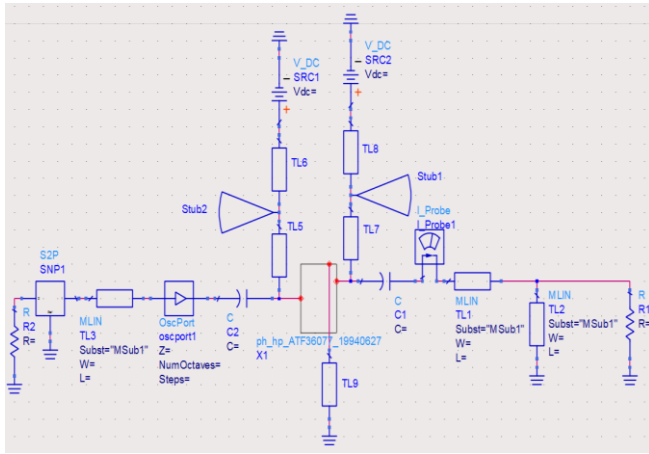 V_DC
SRC1
Vdc=
V_DC
SRC2
Vdc=
TL6
TL8
Stub2
Stub1
TL5
TL7
I_Probe
I_Probe1
S2P
SNP1
R
R2
R=
MLIN
TL3
Subst="MSub1"
W=
L=
OscPort
oscport1
Z=
NumOctaves=
Steps=
C
C2
C=
ph_hp_ATF36077_19940627
X1
TL9
C
C1
C=
MLIN
TL1
Subst="MSub1"
W=
L=
MLIN
TL2
Subst="MSub1"
W=
L=
R
R1
R=